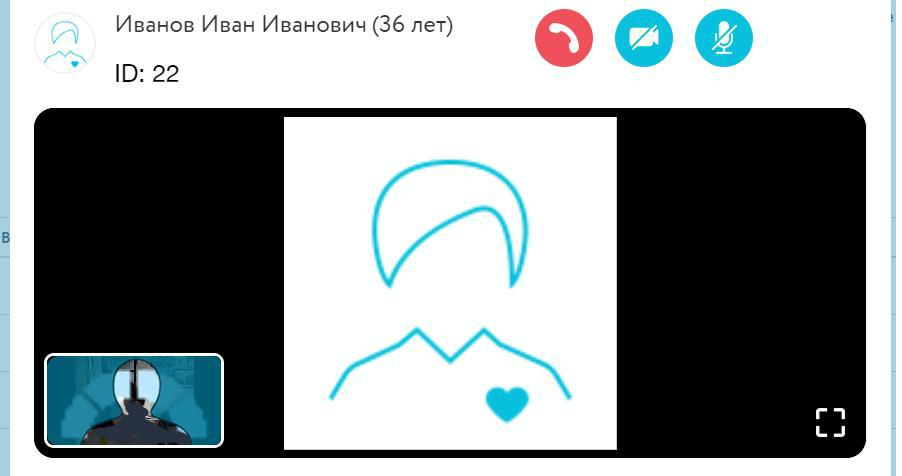 Иванов Иван Иванович (36 лет)
ID: 22
в